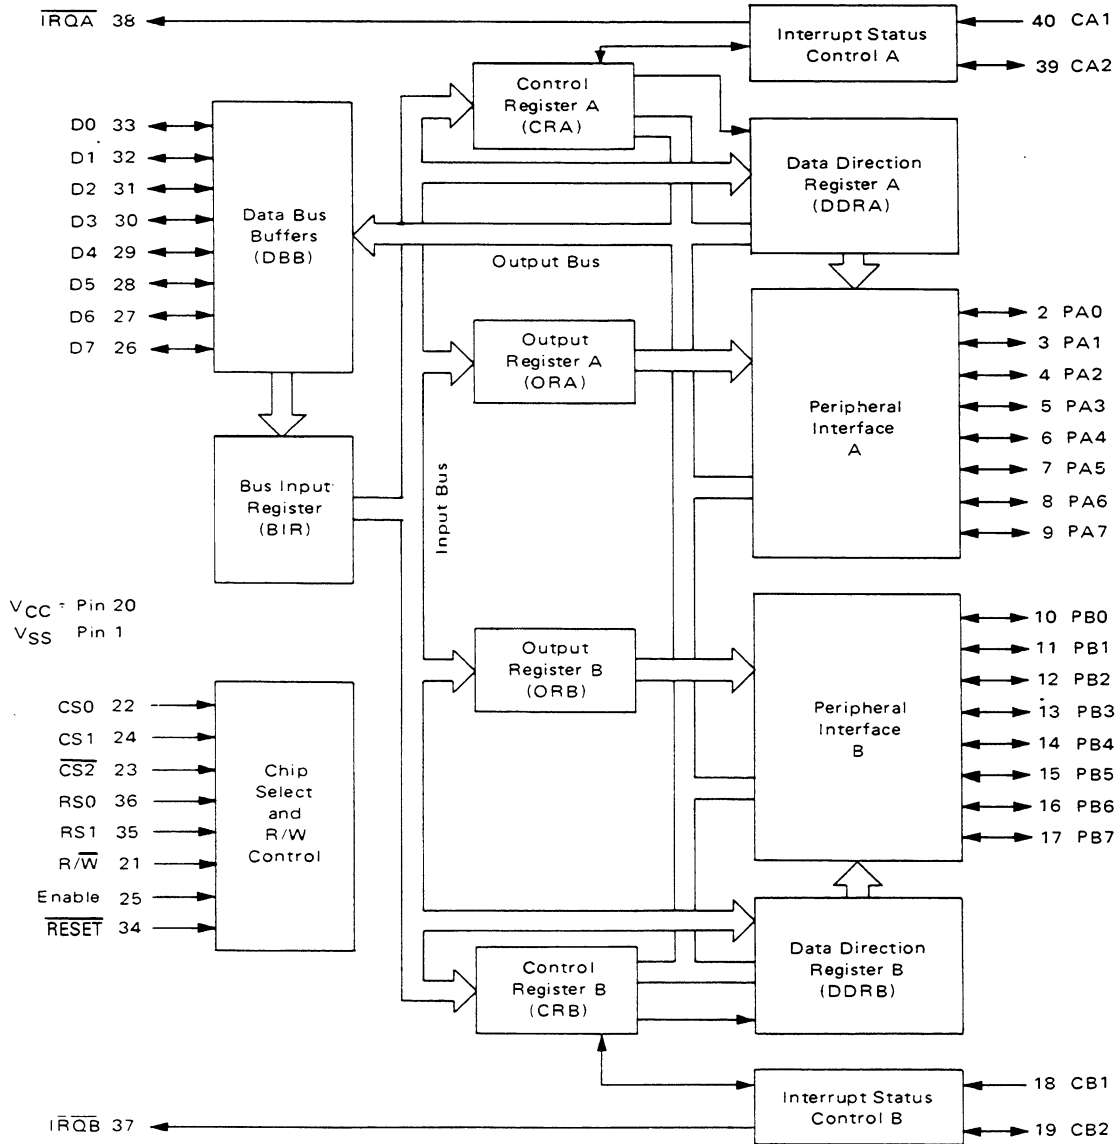 IRQA 38
Interrupt Status
Control A
40 CA1
39 CA2
Control
Register A
(CRA)
D0 33
D1 32
D2 31
D3 30
D4 29
D5 28
D6 27
D7 26
Data Bus
Buffers
(DBB)
Data Direction
Register A
(DDRA)
Output Bus
Output
Register A
(ORA)
Peripheral
Interface
A
2 PA0
3 PA1
4 PA2
5 PA3
6 PA4
7 PA5
8 PA6
9 PA7
Bus Input
Register
(BIR)
Input Bus
VCC = Pin 20
VSS Pin 1
Output
Register B
(ORB)
Peripheral
Interface
B
10 PB0
11 PB1
12 PB2
13 PB3
14 PB4
15 PB5
16 PB6
17 PB7
CS0 22
CS1 24
CS2 23
RS0 36
RS1 35
R/W 21
Enable 25
RESET 34
Chip
Select
and
R/W
Control
Control
Register B
(CRB)
Data Direction
Register B
(DDRB)
Interrupt Status
Control B
18 CB1
19 CB2
IRQB 37